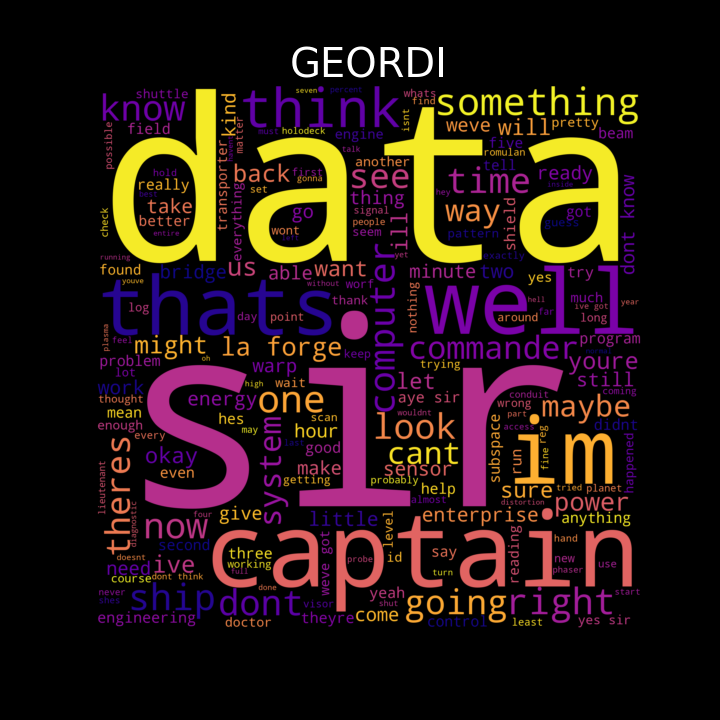 GEORDI
shuttle
seven
percent
whats
find
something
know
think
data
kind
matter
must
holodeck
engine
isnt
weve
will
pretty
beam
possible
field
transporter
talk
another
five
romulan
tell
back
see
time
ready
hold
really
set
first
gonna
thing
way
shield
got
guess
take
better
check
everything
go
ill
signal
people
seem
wont
pattern
exactly
dont know
entire
running
yet
found
youve
bridge
us
able
want
computer
minute
two
yes
try
without
worf
hell
year
thats
well
log
thank
nothing
much
ive got
far
long
day
point
around
plasma
feel
might
la forge
keep
commander
program
problem
oh
warp
trying
youre
lot
sir
high
wait
let
still
work
energy
one
aye sir
conduit
coming
thought
mean
hes
scan
wouldnt
wrong
maybe
part
enough
may
hour
look
im
access
didnt
every
theres
system
good
cant
subspace
run
fine
reg
happened
okay
make
sensor
probably
even
getting
help
sure
tried
planet
lieutenant
almost
power
distortion
diagnostic
now
give
four
little
level
enterprise
anything
captain
second
hand
doesnt
three
weve got
id
say
reading
new
need
ive
working
probe
phaser
use
course
dont think
full
turn
never
shes
ship
dont
done
yeah
shut
going
right
start
engineering
doctor
visor
theyre
come
control
least
yes sir